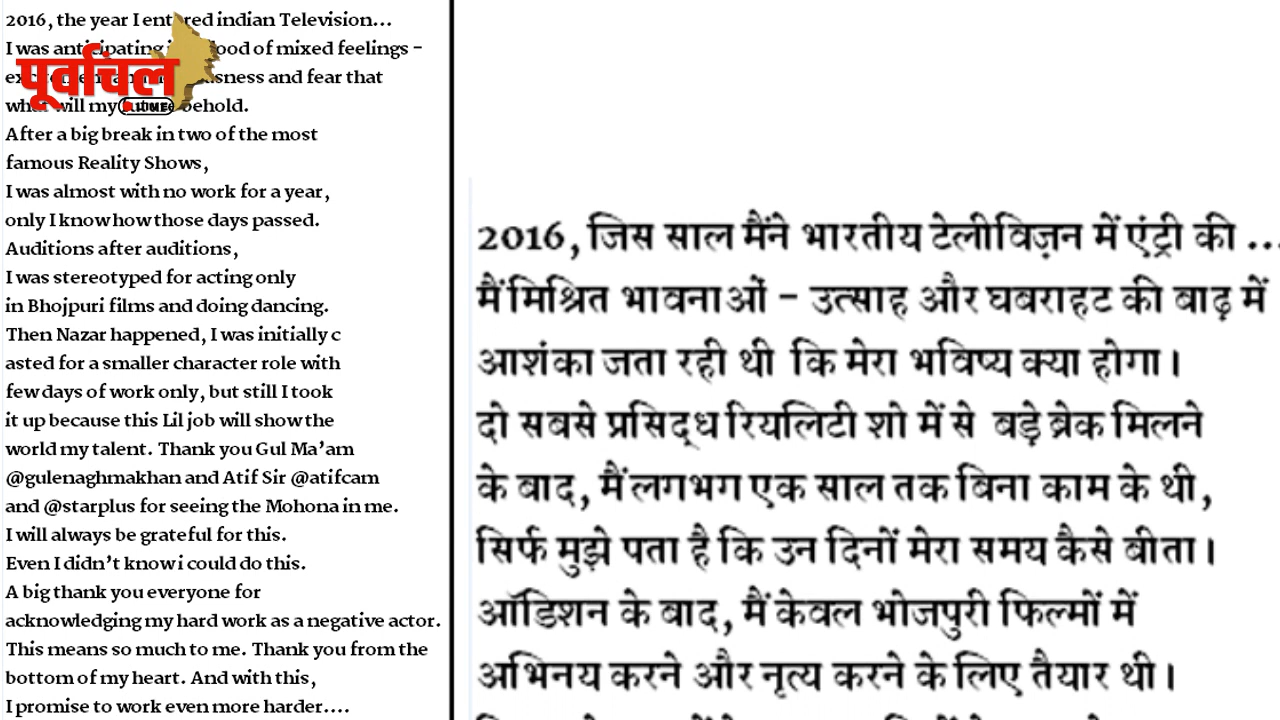 2016, the year I entered indian Television...
I was anticipating flood of mixed feelings -
and fear that
what will my future behold.
पूर्वांचल
After a big break in two of the most
famous Reality Shows,
I was almost with no work for a year,
only I know how those days passed.
Auditions after auditions,
I was stereotyped for acting only
in Bhojpuri films and doing dancing.
Then Nazar happened, I was initially c
asted for a smaller character role with
few days of work only, but still I took
it up because this Lil job will show the
world my talent. Thank you Gul Ma’am
@gulenaghmakhan and Atif Sir @atifcam
and @starplus for seeing the Mohona in me.
I will always be grateful for this.
Even I didn’t know i could do this.
A big thank you everyone for
acknowledging my hard work as a negative actor.
This means so much to me. Thank you from the
bottom of my heart. And with this,
I promise to work even more harder....
2016, जिस साल मैंने भारतीय टेलीविज़न में एंट्री की ...
मैं मिश्रित भावनाओं - उत्साह और घबराहट की बाढ़ में
आशंका जता रही थी कि मेरा भविष्य क्या होगा।
दो सबसे प्रसिद्ध रियलिटी शो में से बड़े ब्रेक मिलने
के बाद, मैं लगभग एक साल तक बिना काम के थी,
सिर्फ मुझे पता है कि उन दिनों मेरा समय कैसे बीता।
ऑडिशन के बाद, मैं केवल भोजपुरी फिल्मों में
अभिनय करने और नृत्य करने के लिए तैयार थी।